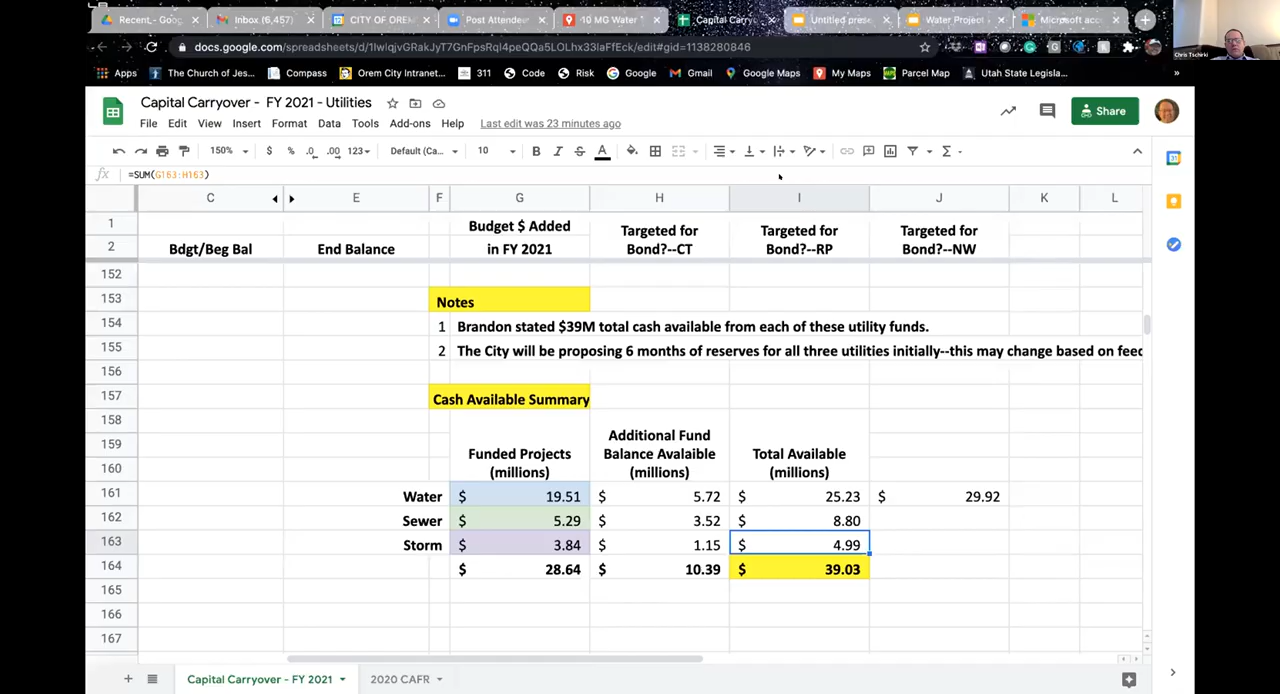 Recent - Goo
Inbox (6,457)
CITY OF OREM
Post Attendee
10 MG Water
Capital Carryo
Untitled prese
Water Project
Microsoft acc
docs.google.com/spreadsheets/d/1lwlqjvGRakJyT7GnFpsRql4peQQa5LOLhx33laFfEck/edit#gid=1138280846
Chris Tschirki
Apps
The Church of Jes...
Compass
Orem City Intranet...
311
Code
Risk
Google
Gmail
Google Maps
My Maps
Parcel Map
Utah State Legisla...
»
Capital Carryover - FY 2021 - Utilities
File Edit View Insert Format Data Tools Add-ons Help Last edit was 23 minutes ago
Share
150% $ % .0 .00 123 Default (Ca... 10 B I S A
fx =SUM(G163:H163)
C E F G H I J K L
1 Budget $ Added Targeted for Targeted for Targeted for
2 Bdgt/Beg Bal End Balance in FY 2021 Bond?--CT Bond?--RP Bond?--NW
152
153 Notes
154 1 Brandon stated $39M total cash available from each of these utility funds.
155 2 The City will be proposing 6 months of reserves for all three utilities initially--this may change based on feed
156
157 Cash Available Summary
158
159 Additional Fund
Funded Projects Balance Avalaible Total Available
160 (millions) (millions) (millions)
161 Water $ 19.51 $ 5.72 $ 25.23 $ 29.92
162 Sewer $ 5.29 $ 3.52 $ 8.80
163 Storm $ 3.84 $ 1.15 $ 4.99
164 $ 28.64 $ 10.39 $ 39.03
165
166
167
Capital Carryover - FY 2021
2020 CAFR